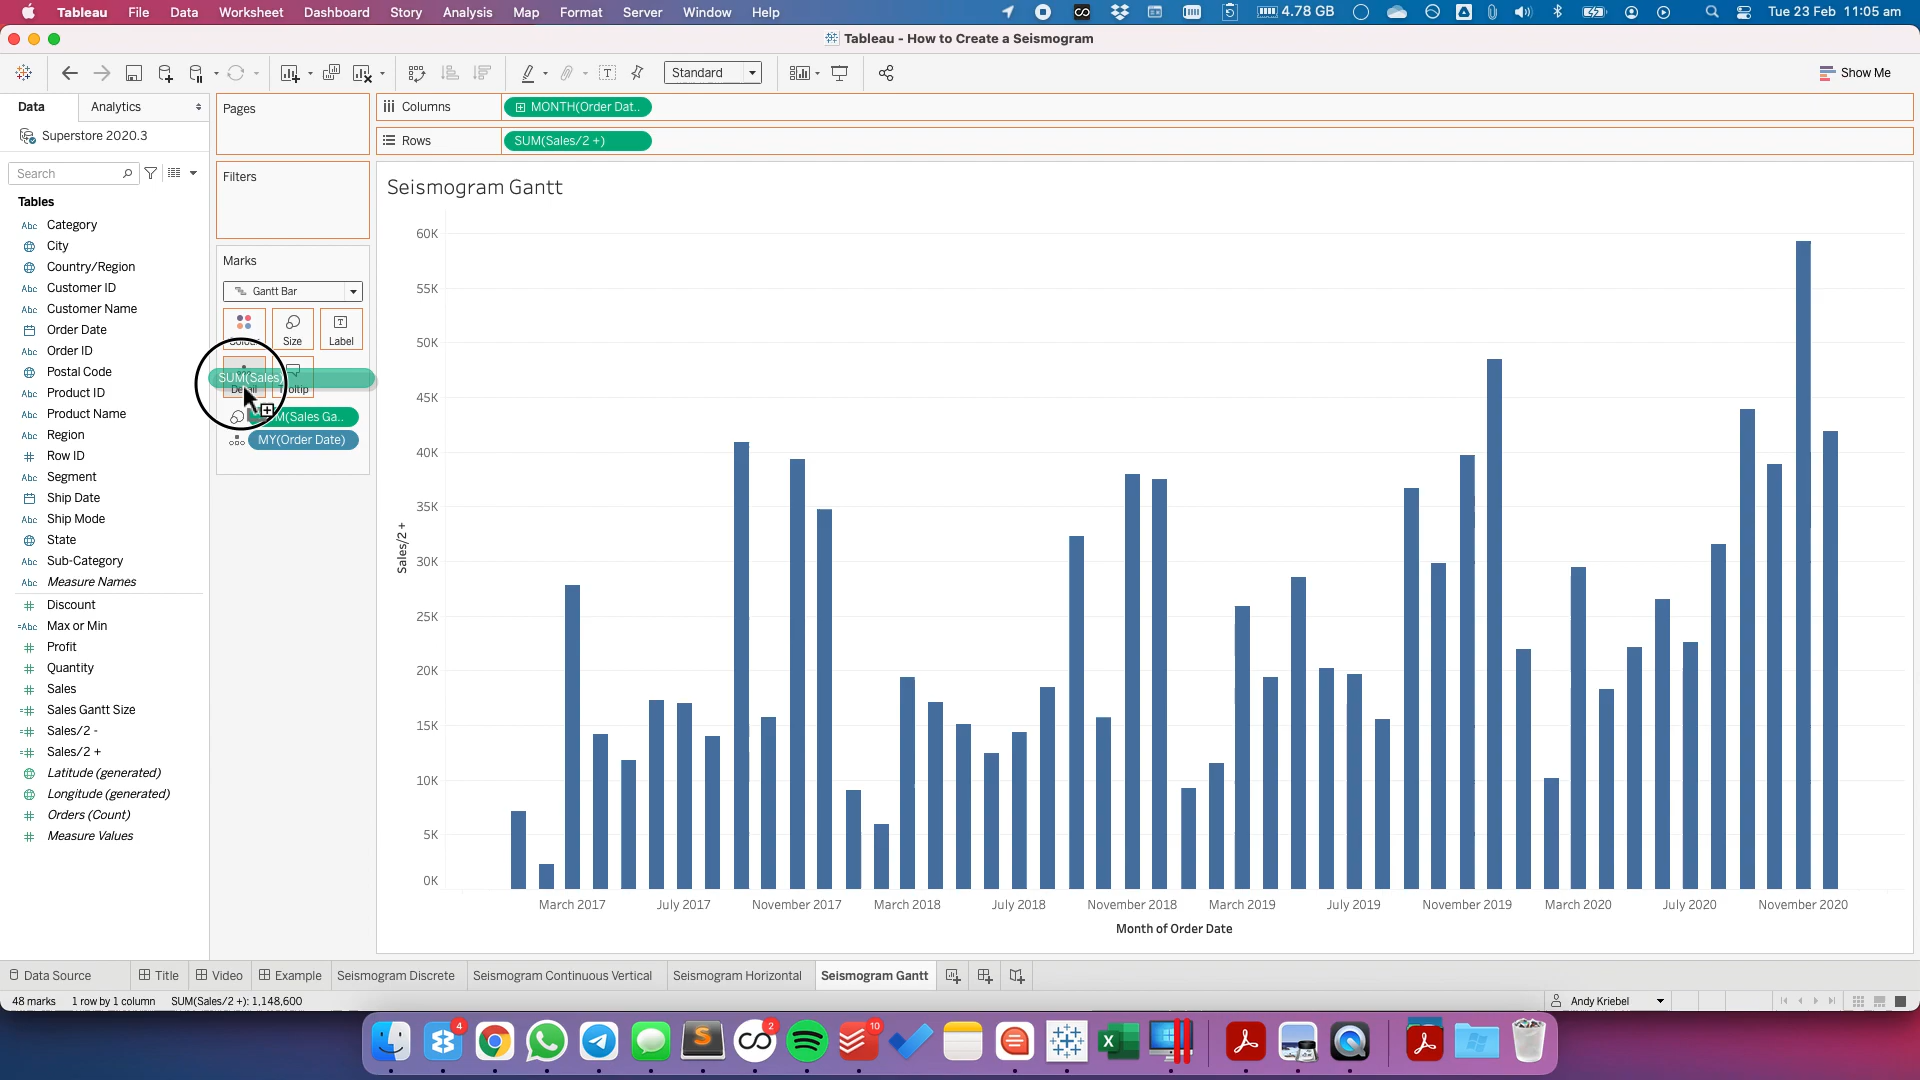 Tableau File Data Worksheet Dashboard Story Analysis Map Format Server Window Help 4.78 GB Tue 23 Feb 11:05 am
Tableau - How to Create a Seismogram
Standard Show Me
Data Analytics Pages Columns MONTH(Order Dat..
Superstore 2020.3 Rows SUM(Sales/2 +)
Search Filters
Seismogram Gantt
Tables
Category
City
Country/Region
Customer ID
Customer Name
Order Date
Order ID
Postal Code
Product ID
Product Name
Region
Row ID
Segment
Ship Date
Ship Mode
State
Sub-Category
Measure Names
Discount
Max or Min
Profit
Quantity
Sales
Sales Gantt Size
Sales/2 -
Sales/2 +
Latitude (generated)
Longitude (generated)
Orders (Count)
Measure Values
Marks
Gantt Bar
Size Label
SUM(Sales
MY(Order Date)
60K
55K
50K
45K
40K
35K
30K
25K
20K
15K
10K
5K
0K
Sales/2 +
March 2017 July 2017 November 2017 March 2018 July 2018 November 2018 March 2019 July 2019 November 2019 March 2020 July 2020 November 2020
Month of Order Date
Data Source Title Video Example Seismogram Discrete Seismogram Continuous Vertical Seismogram Horizontal Seismogram Gantt
48 marks 1 row by 1 column SUM(Sales/2 +): 1,148,600 Andy Kriebel
4 2 10